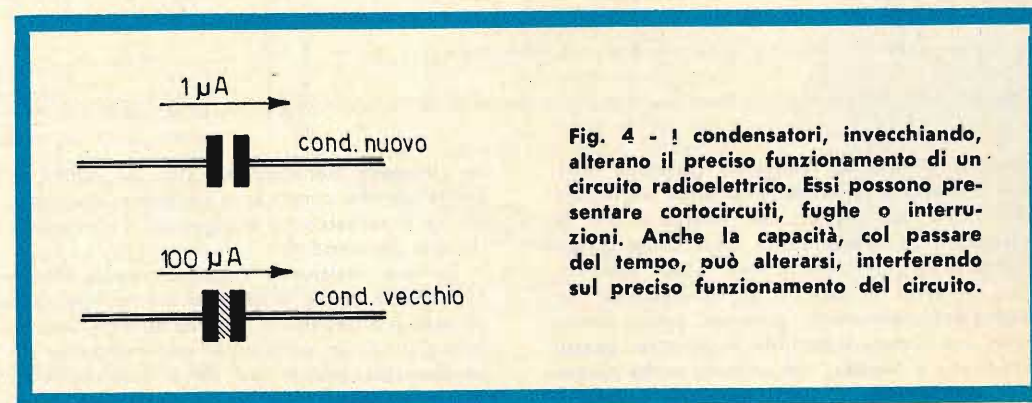 1 µA
cond. nuovo
100 µA
cond. vecchio
Fig. 4 - I condensatori, invecchiando,
alterano il preciso funzionamento di un
circuito radioelettrico. Essi possono pre-
sentare cortocircuiti, fughe o interru-
zioni. Anche la capacità, col passare
del tempo, può alterarsi, interferendo
sul preciso funzionamento del circuito.